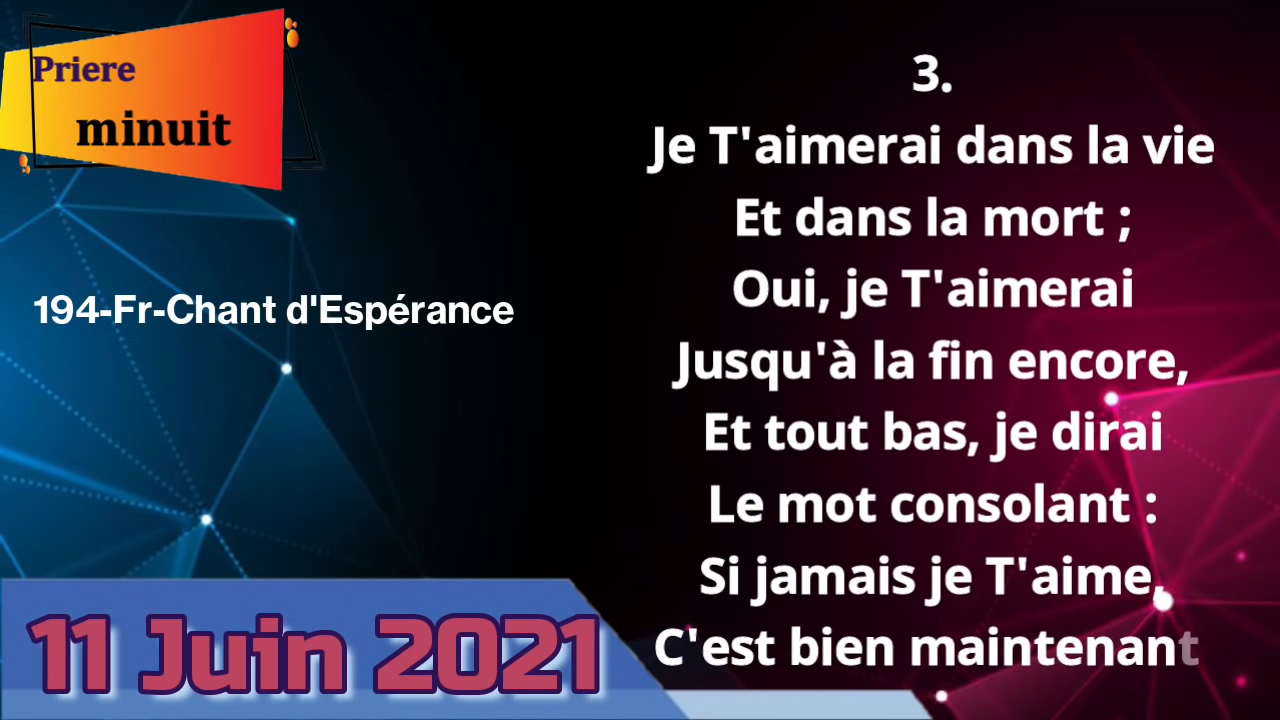 Priere
minuit
194-Fr-Chant d'Espérance
11 Juin 2021
3.
Je T'aimerai dans la vie
Et dans la mort ;
Oui, je T'aimerai
Jusqu'à la fin encore,
Et tout bas, je dirai
Le mot consolant :
Si jamais je T'aime,
C'est bien maintenant